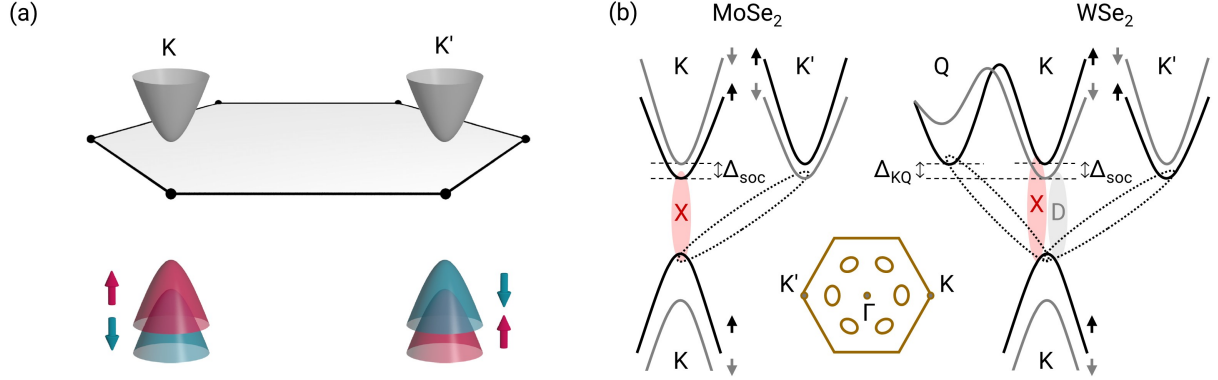 (a)
K
K'
(b)
MoSe₂
WSe₂
K
K'
Q
K
K'
Δsoc
ΔKQ
Δsoc
X
X
D
K'
Γ
K
K
K